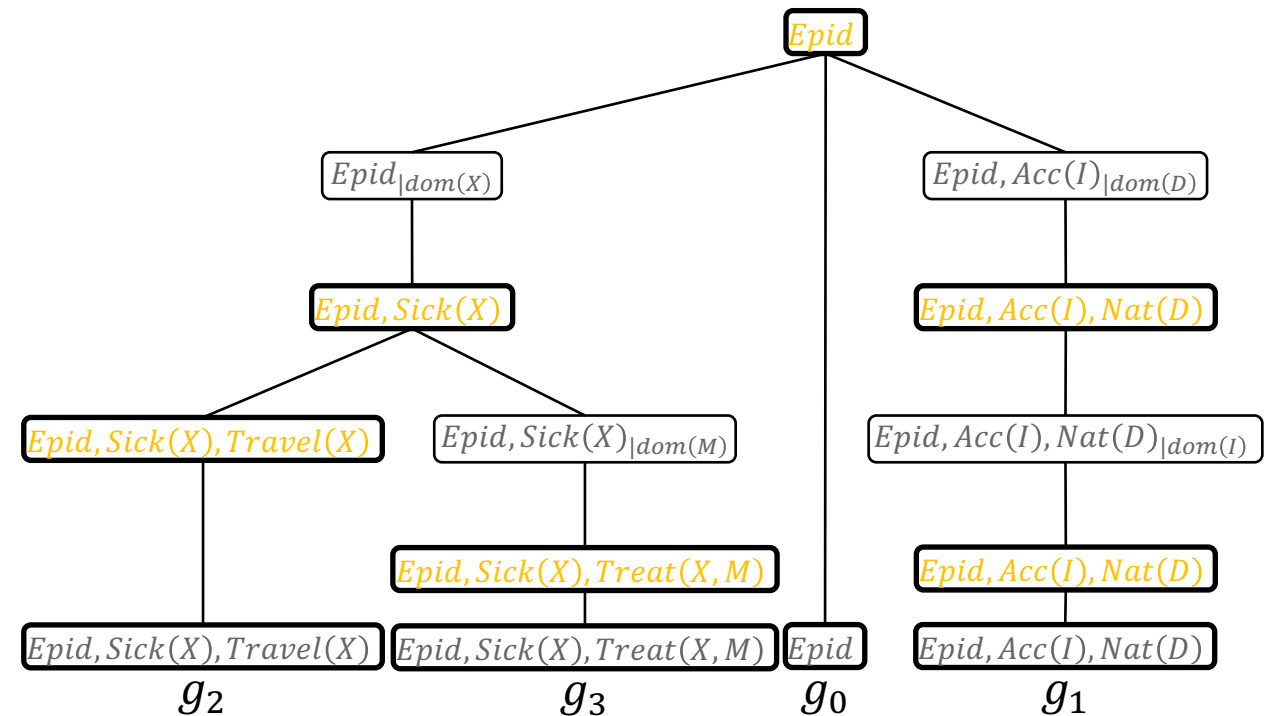 Epid
Epid|dom(X)
Epid, Acc(I)|dom(D)
Epid, Sick(X)
Epid, Acc(I), Nat(D)
Epid, Sick(X), Travel(X)
Epid, Sick(X)|dom(M)
Epid, Acc(I), Nat(D)|dom(I)
Epid, Sick(X), Treat(X, M)
Epid, Acc(I), Nat(D)
Epid, Sick(X), Travel(X)
Epid, Sick(X), Treat(X, M)
Epid
Epid, Acc(I), Nat(D)
g₂
g₃
g₀
g₁